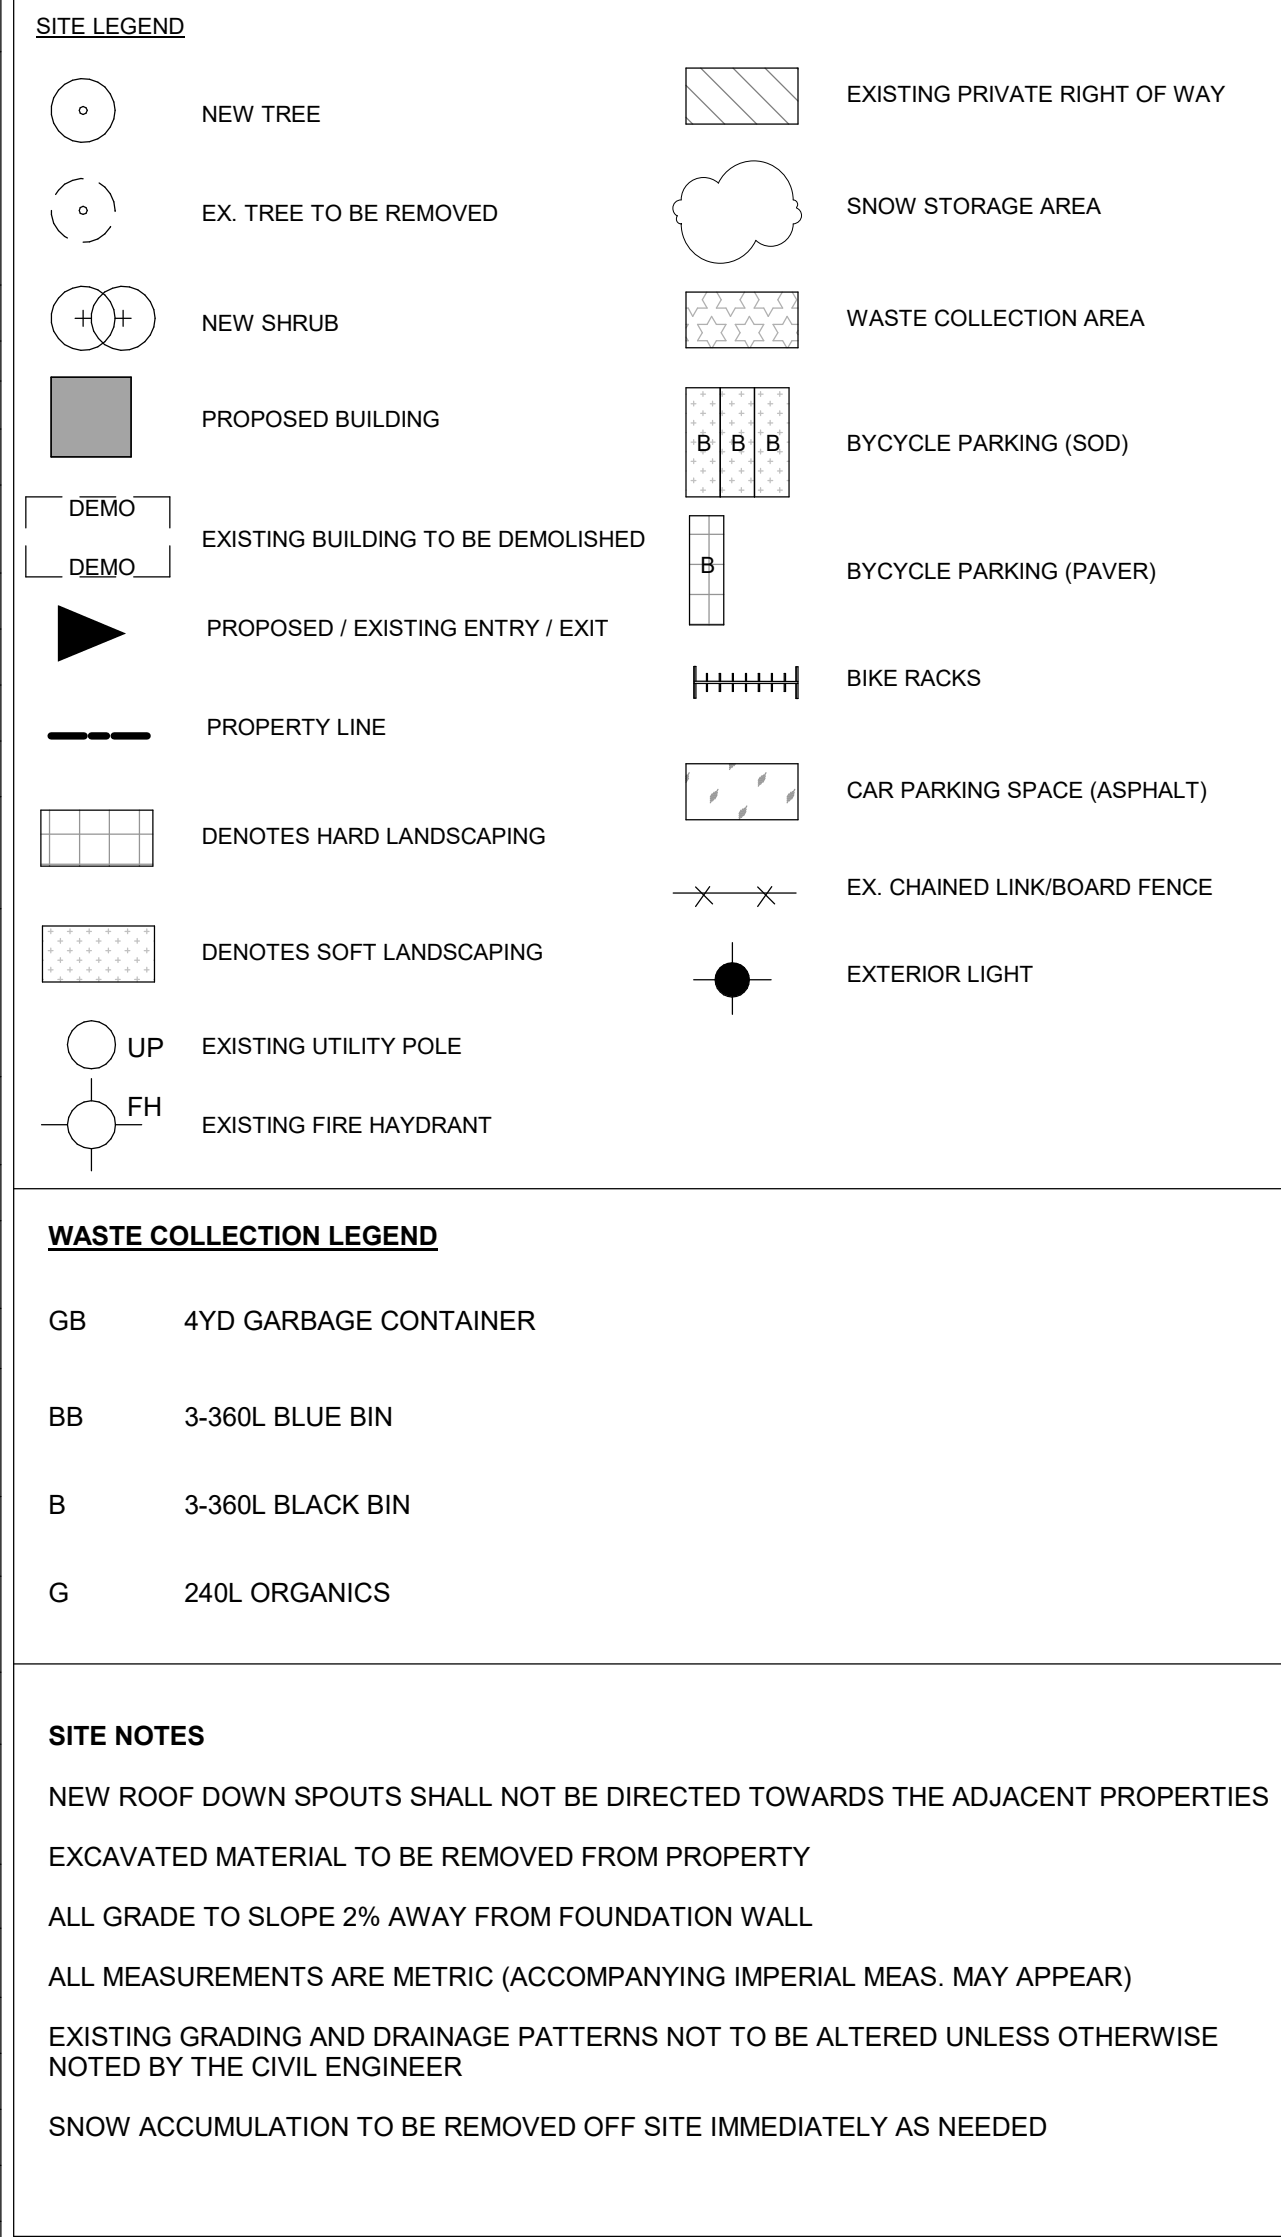 SITE LEGEND
NEW TREE
EX. TREE TO BE REMOVED
NEW SHRUB
PROPOSED BUILDING
DEMO
DEMO
EXISTING BUILDING TO BE DEMOLISHED
PROPOSED / EXISTING ENTRY / EXIT
PROPERTY LINE
DENOTES HARD LANDSCAPING
DENOTES SOFT LANDSCAPING
UP EXISTING UTILITY POLE
FH
EXISTING FIRE HAYDRANT
EXISTING PRIVATE RIGHT OF WAY
SNOW STORAGE AREA
WASTE COLLECTION AREA
B B B BYCYCLE PARKING (SOD)
B BYCYCLE PARKING (PAVER)
BIKE RACKS
CAR PARKING SPACE (ASPHALT)
EX. CHAINED LINK/BOARD FENCE
EXTERIOR LIGHT
WASTE COLLECTION LEGEND
GB 4YD GARBAGE CONTAINER
BB 3-360L BLUE BIN
B 3-360L BLACK BIN
G 240L ORGANICS
SITE NOTES
NEW ROOF DOWN SPOUTS SHALL NOT BE DIRECTED TOWARDS THE ADJACENT PROPERTIES
EXCAVATED MATERIAL TO BE REMOVED FROM PROPERTY
ALL GRADE TO SLOPE 2% AWAY FROM FOUNDATION WALL
ALL MEASUREMENTS ARE METRIC (ACCOMPANYING IMPERIAL MEAS. MAY APPEAR)
EXISTING GRADING AND DRAINAGE PATTERNS NOT TO BE ALTERED UNLESS OTHERWISE
NOTED BY THE CIVIL ENGINEER
SNOW ACCUMULATION TO BE REMOVED OFF SITE IMMEDIATELY AS NEEDED